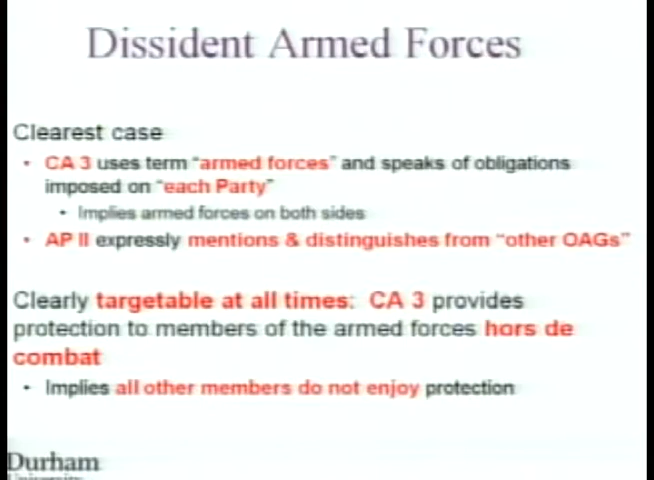 Dissident Armed Forces
Clearest case
• CA 3 uses term "armed forces" and speaks of obligations
imposed on "each Party"
• Implies armed forces on both sides
• AP II expressly mentions & distinguishes from "other OAGs"
Clearly targetable at all times: CA 3 provides
protection to members of the armed forces hors de
combat
• Implies all other members do not enjoy protection
Durham